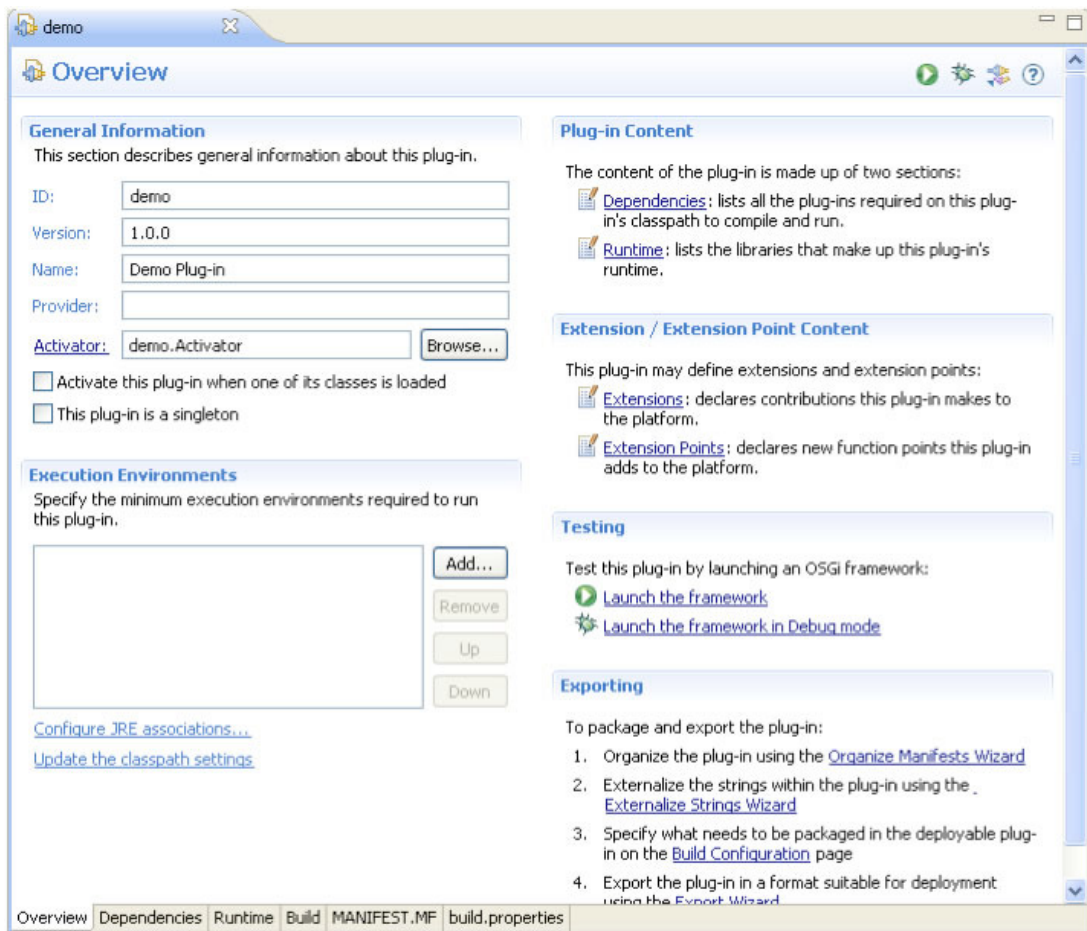 demo
Overview
General Information
This section describes general information about this plug-in.
ID: demo
Version: 1.0.0
Name: Demo Plug-in
Provider:
Activator: demo.Activator Browse...
Activate this plug-in when one of its classes is loaded
This plug-in is a singleton
Execution Environments
Specify the minimum execution environments required to run
this plug-in.
Add...
Remove
Up
Down
Configure JRE associations...
Update the classpath settings
Plug-in Content
The content of the plug-in is made up of two sections:
Dependencies: lists all the plug-ins required on this plug-
in's classpath to compile and run.
Runtime: lists the libraries that make up this plug-in's
runtime.
Extension / Extension Point Content
This plug-in may define extensions and extension points:
Extensions: declares contributions this plug-in makes to
the platform.
Extension Points: declares new function points this plug-in
adds to the platform.
Testing
Test this plug-in by launching an OSGi framework:
Launch the framework
Launch the framework in Debug mode
Exporting
To package and export the plug-in:
1. Organize the plug-in using the Organize Manifests Wizard
2. Externalize the strings within the plug-in using the
Externalize Strings Wizard
3. Specify what needs to be packaged in the deployable plug-
in on the Build Configuration page
4. Export the plug-in in a format suitable for deployment
using the Export Wizard
Overview Dependencies Runtime Build MANIFEST.MF build.properties